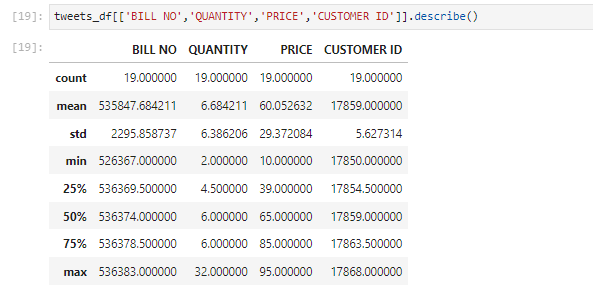 [19]: tweets_df[['BILL NO','QUANTITY','PRICE','CUSTOMER ID']].describe()
[19]: BILL NO QUANTITY PRICE CUSTOMER ID
count 19.000000 19.000000 19.000000 19.000000
mean 535847.684211 6.684211 60.052632 17859.000000
std 2295.858737 6.386206 29.372084 5.627314
min 526367.000000 2.000000 10.000000 17850.000000
25% 536369.500000 4.500000 39.000000 17854.500000
50% 536374.000000 6.000000 65.000000 17859.000000
75% 536378.500000 6.000000 85.000000 17863.500000
max 536383.000000 32.000000 95.000000 17868.000000